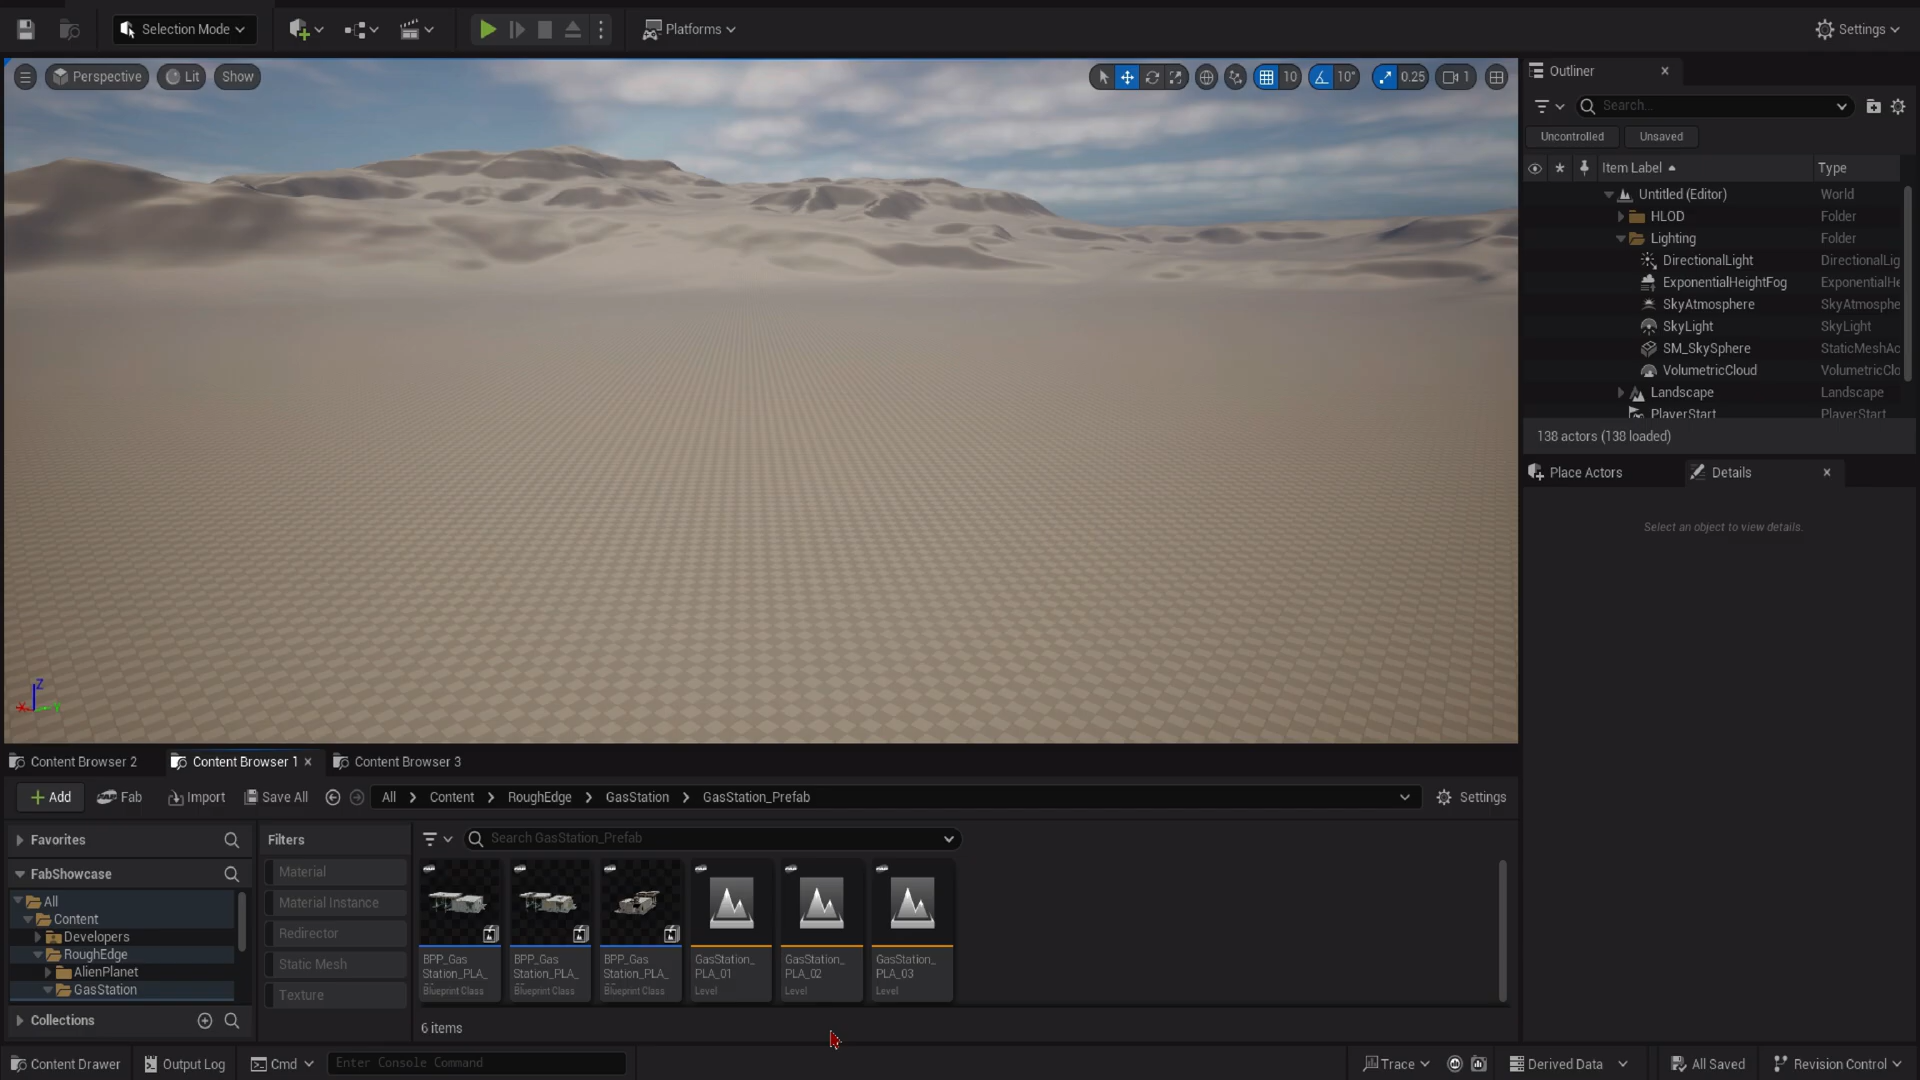 Selection Mode
Platforms
Settings
Perspective
Lit
Show
10
10°
0.25
1
Outliner
Search...
Uncontrolled
Unsaved
Item Label
Type
Untitled (Editor)
World
HLOD
Folder
Lighting
Folder
DirectionalLight
DirectionalLig
ExponentialHeightFog
ExponentialHe
SkyAtmosphere
SkyAtmosphe
SkyLight
SkyLight
SM_SkySphere
StaticMeshAc
VolumetricCloud
VolumetricClo
Landscape
Landscape
PlayerStart
PlayerStart
138 actors (138 loaded)
Place Actors
Details
Select an object to view details.
Z
X
Y
Content Browser 2
Content Browser 1
Content Browser 3
Add
Fab
Import
Save All
All > Content > RoughEdge > GasStation > GasStation_Prefab
Settings
Favorites
FabShowcase
All
Content
Developers
RoughEdge
AlienPlanet
GasStation
Collections
Filters
Material
Material Instance
Redirector
Static Mesh
Texture
Search GasStation_Prefab
BPP_Gas
Station_PLA_
Blueprint Class
BPP_Gas
Station_PLA_
Blueprint Class
BPP_Gas
Station_PLA_
Blueprint Class
GasStation_
PLA_01
Level
GasStation_
PLA_02
Level
GasStation_
PLA_03
Level
6 items
Content Drawer
Output Log
Cmd
Enter Console Command
Trace
Derived Data
All Saved
Revision Control